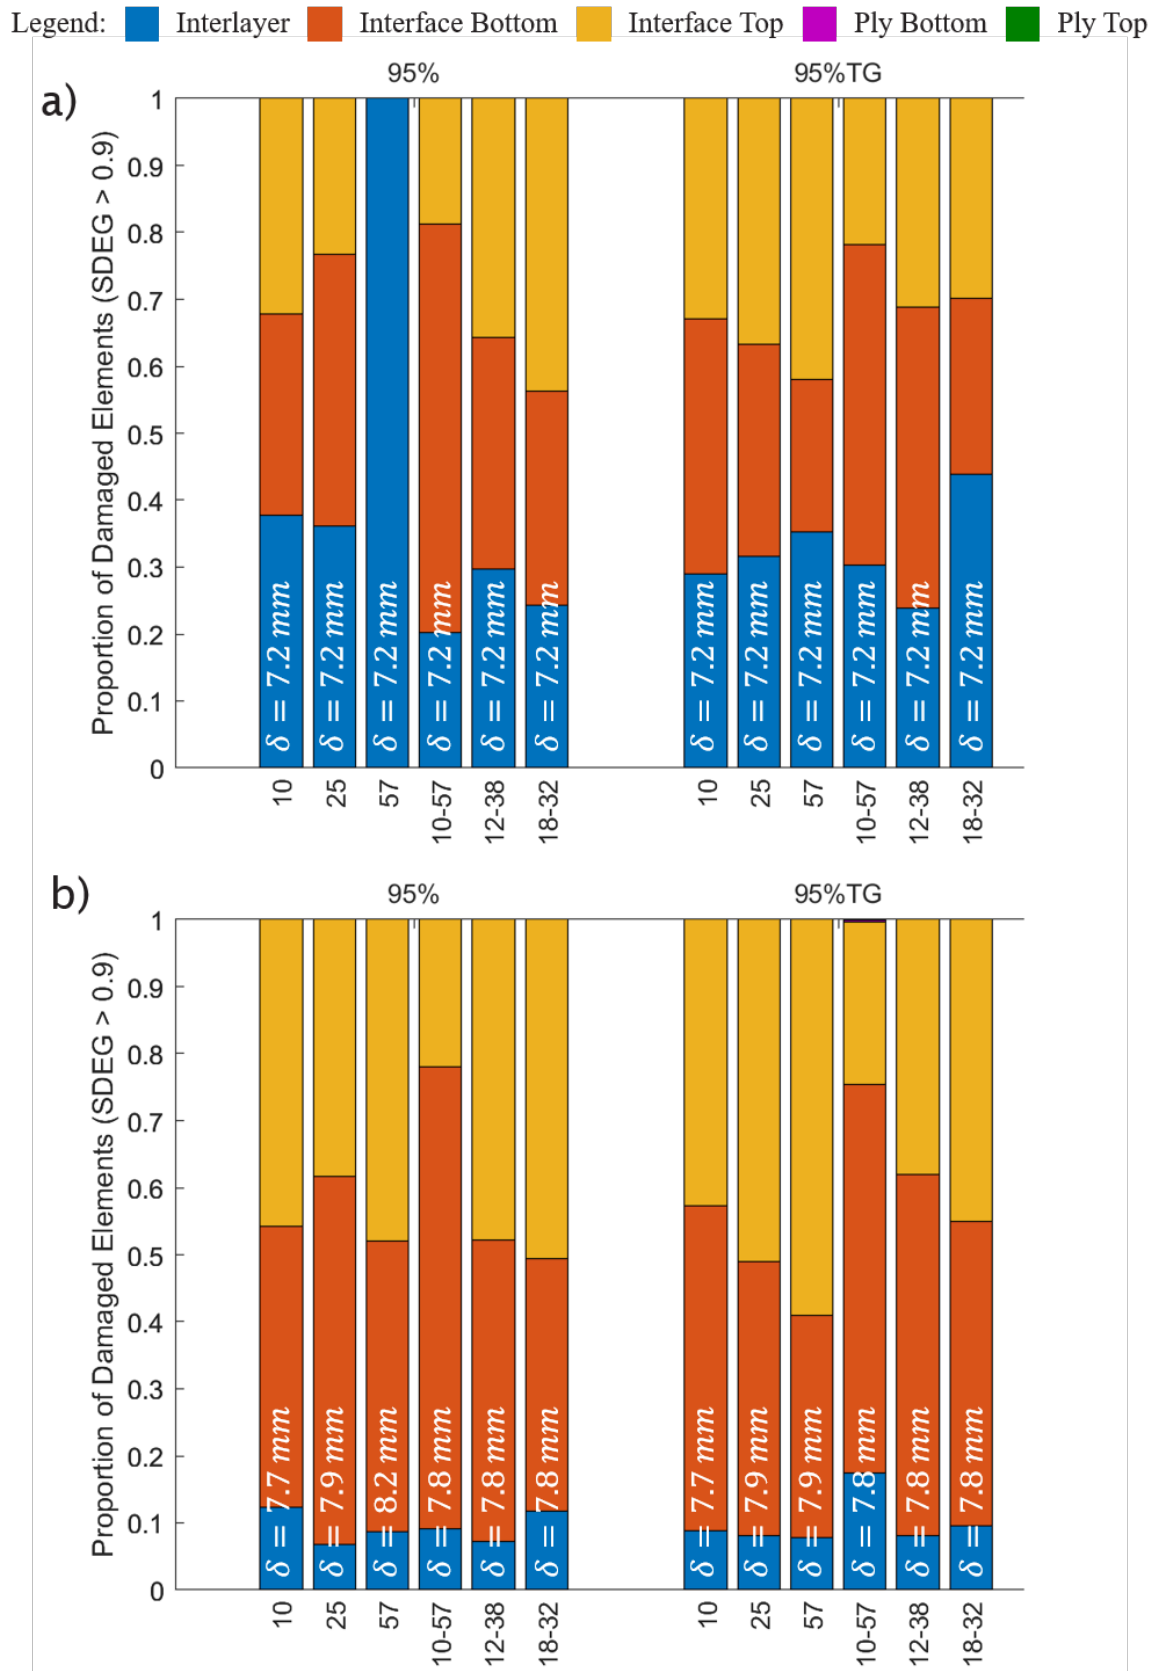 Legend: Interlayer Interface Bottom Interface Top Ply Bottom Ply Top
a)
95% 95%TG
Proportion of Damaged Elements (SDEG > 0.9)
1
0.9
0.8
0.7
0.6
0.5
0.4
0.3
0.2
0.1
0
δ = 7.2 mm δ = 7.2 mm δ = 7.2 mm δ = 7.2 mm δ = 7.2 mm δ = 7.2 mm δ = 7.2 mm δ = 7.2 mm δ = 7.2 mm δ = 7.2 mm δ = 7.2 mm δ = 7.2 mm
10 25 57 10-57 12-38 18-32 10 25 57 10-57 12-38 18-32
b)
95% 95%TG
Proportion of Damaged Elements (SDEG > 0.9)
1
0.9
0.8
0.7
0.6
0.5
0.4
0.3
0.2
0.1
0
δ = 7.7 mm δ = 7.9 mm δ = 8.2 mm δ = 7.8 mm δ = 7.8 mm δ = 7.8 mm δ = 7.7 mm δ = 7.9 mm δ = 7.9 mm δ = 7.8 mm δ = 7.8 mm δ = 7.8 mm
10 25 57 10-57 12-38 18-32 10 25 57 10-57 12-38 18-32